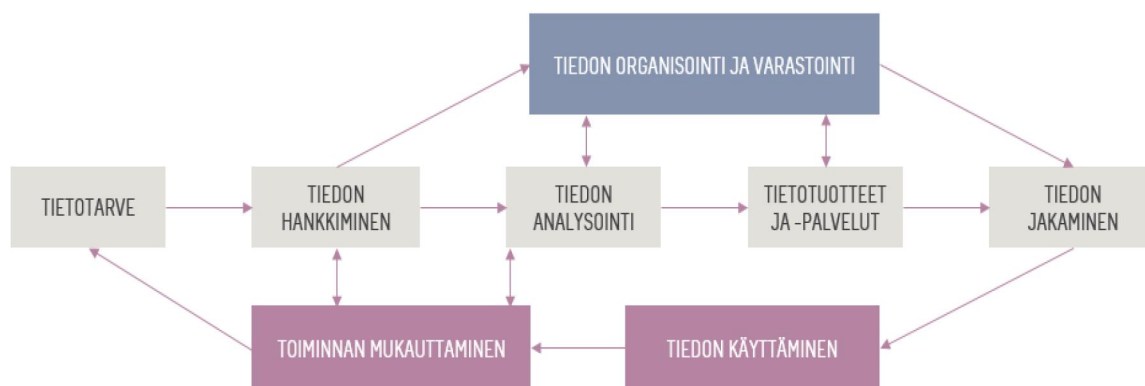 TIEDON ORGANISOINTI JA VARASTOINTI
TIETOTARVE
TIEDON
HANKKIMINEN
TIEDON
ANALYSOINTI
TIETOTUOTTEET
JA -PALVELUT
TIEDON
JAKAMINEN
TOIMINNAN MUKAUTTAMINEN
TIEDON KÄYTTÄMINEN